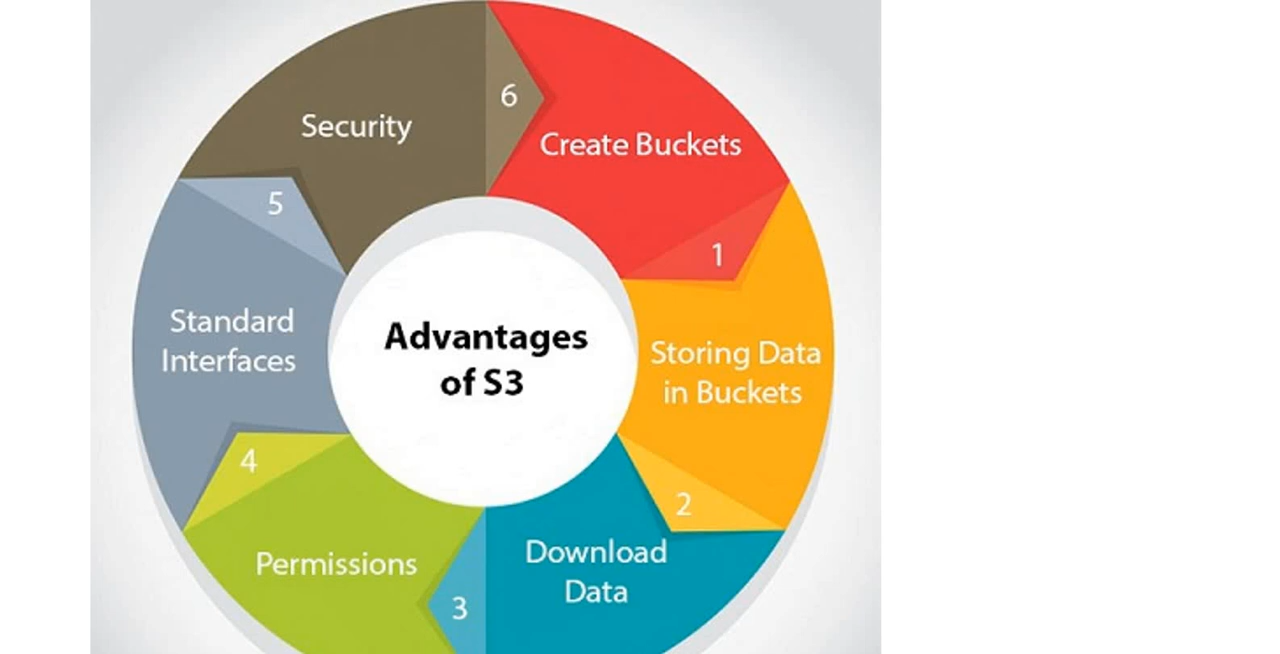 Advantages
of S3
Create Buckets
1
Storing Data
in Buckets
2
Download
Data
3
Permissions
4
Standard
Interfaces
5
Security
6